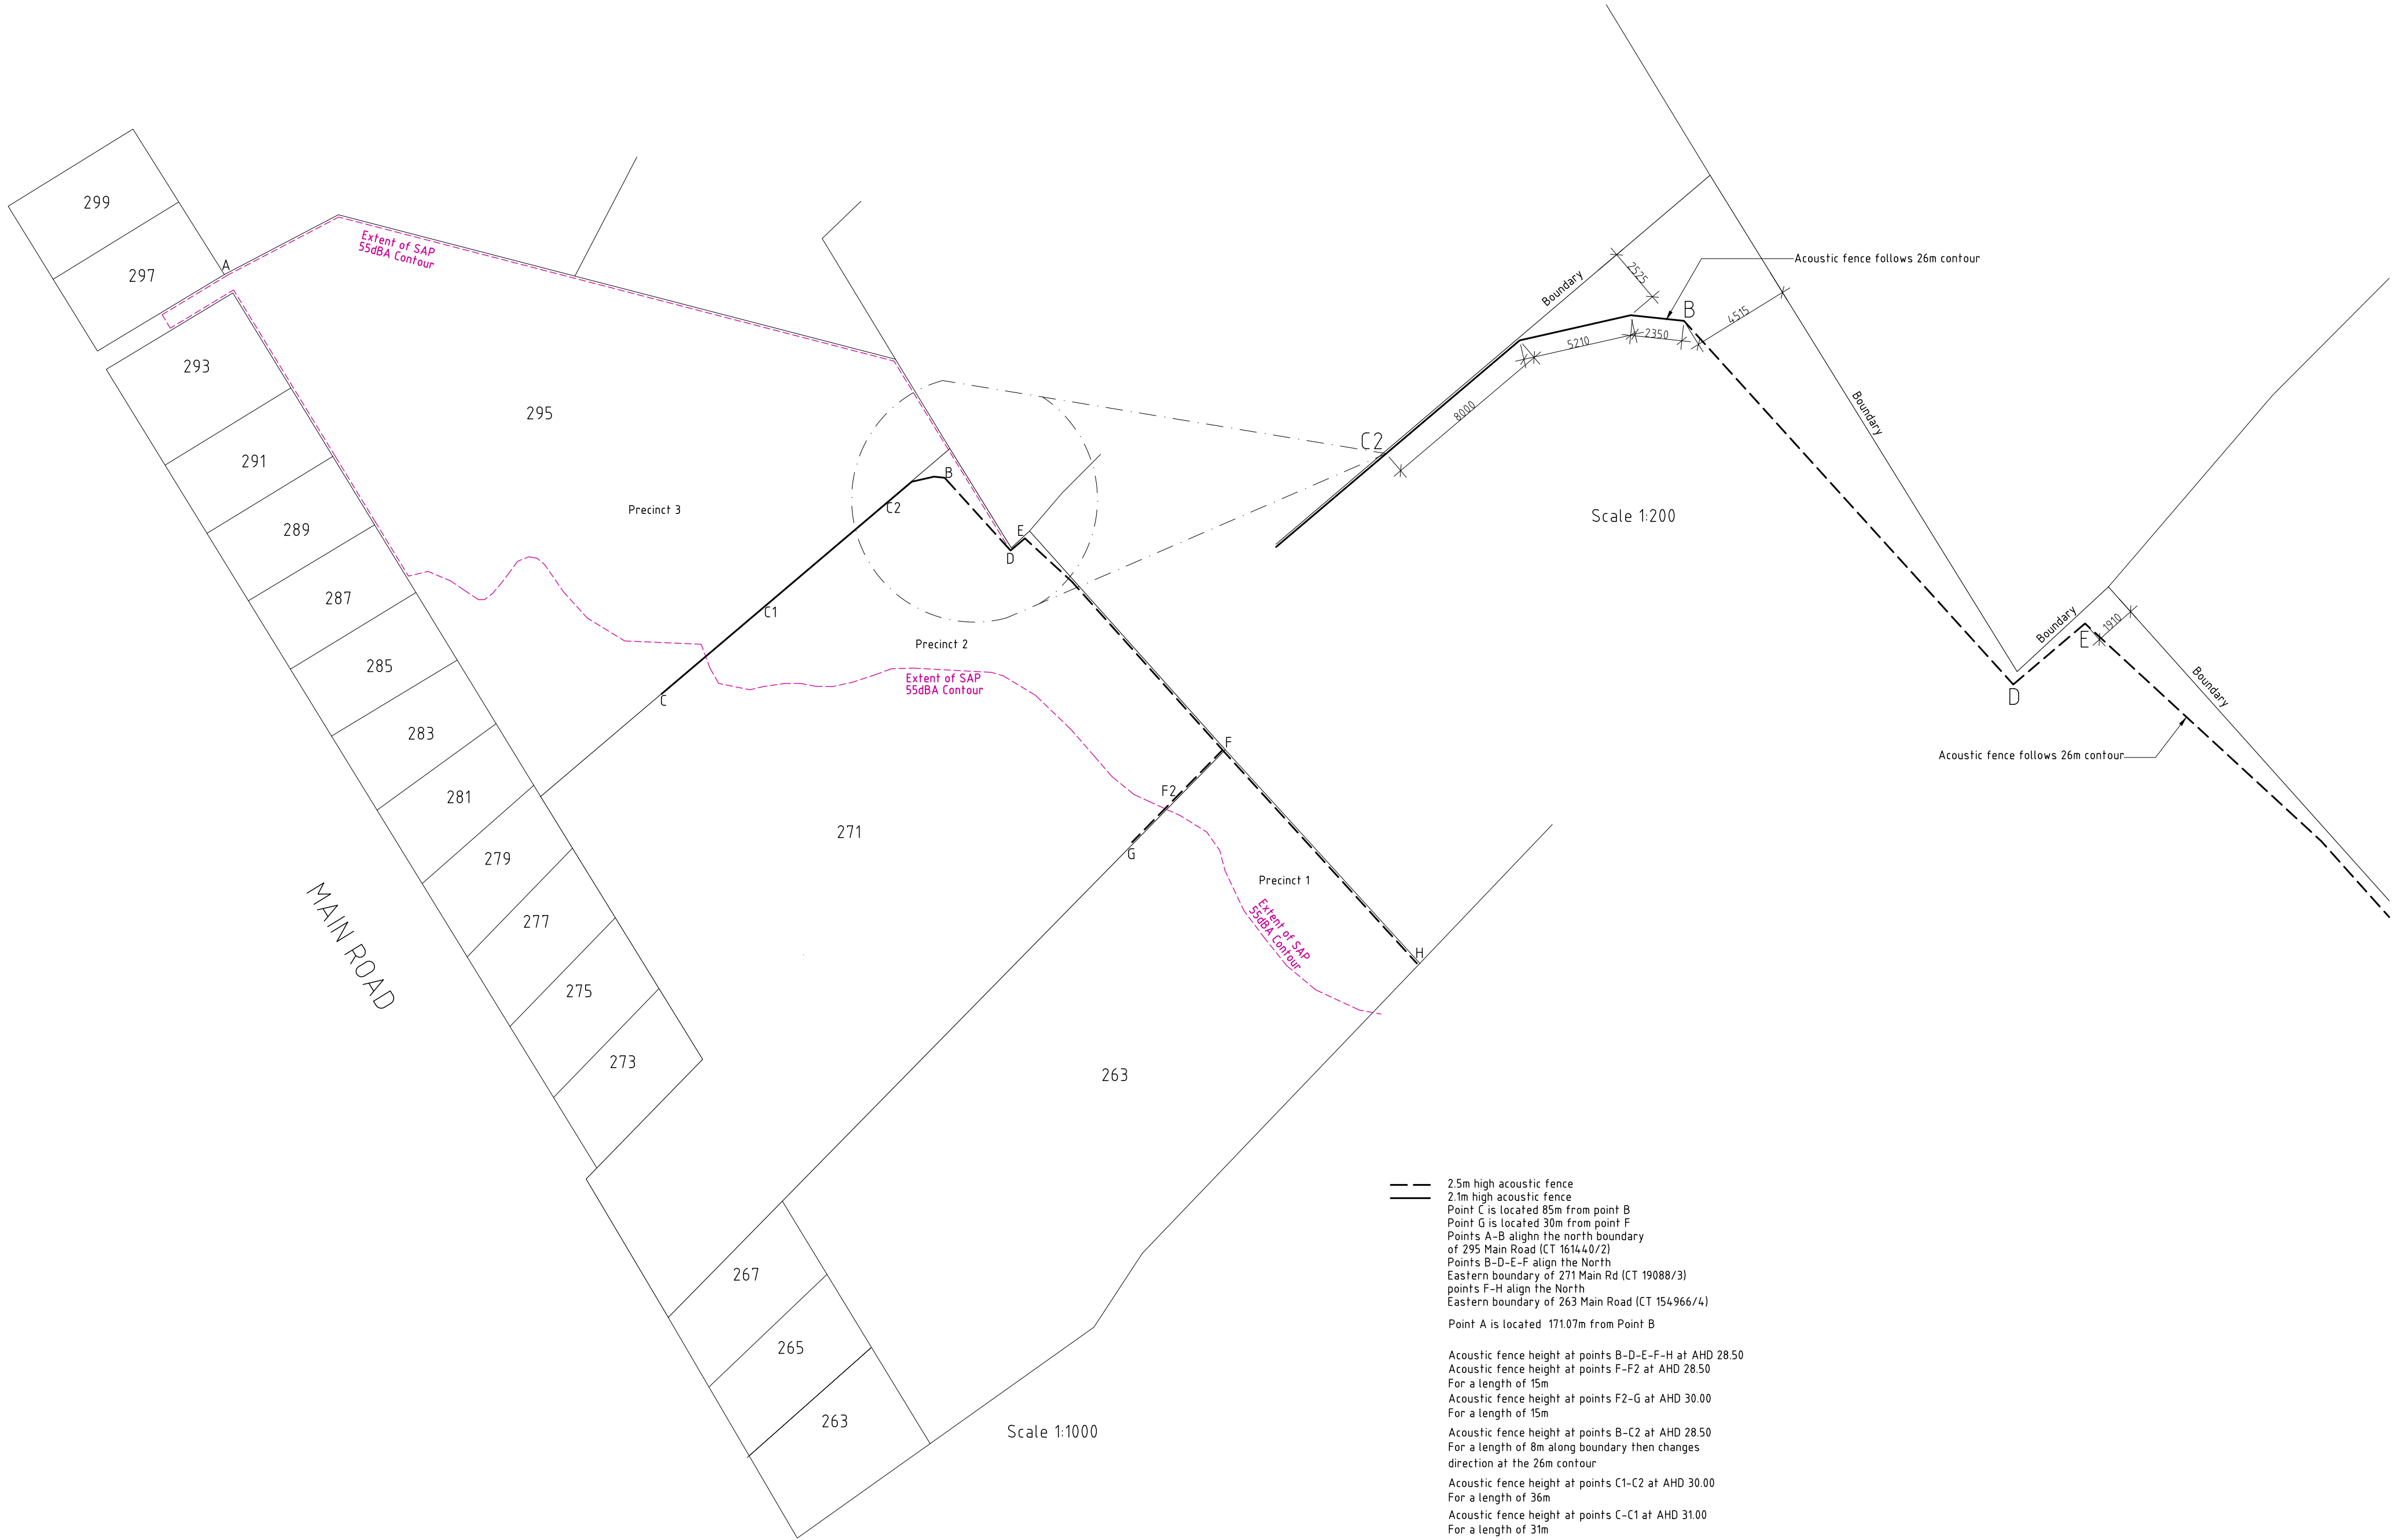 299
297
A
Extent of SAP
55dBA Contour
293
291
289
287
285
283
281
279
277
275
273
MAIN ROAD
295
Precinct 3
B
C2
C1
C
D
E
Precinct 2
Extent of SAP
55dBA Contour
271
F
F2
G
Precinct 1
Extent of SAP
55dBA Contour
H
263
267
265
263
Scale 1:1000
Boundary
2525
Acoustic fence follows 26m contour
B
4515
2350
5210
8000
C2
Scale 1:200
Boundary
Boundary
1910
E
D
Boundary
Acoustic fence follows 26m contour
2.5m high acoustic fence
2.1m high acoustic fence
Point C is located 85m from point B
Point G is located 30m from point F
Points A-B alighn the north boundary
of 295 Main Road (CT 161440/2)
Points B-D-E-F align the North
Eastern boundary of 271 Main Rd (CT 19088/3)
points F-H align the North
Eastern boundary of 263 Main Road (CT 154966/4)
Point A is located 171.07m from Point B
Acoustic fence height at points B-D-E-F-H at AHD 28.50
Acoustic fence height at points F-F2 at AHD 28.50
For a length of 15m
Acoustic fence height at points F2-G at AHD 30.00
For a length of 15m
Acoustic fence height at points B-C2 at AHD 28.50
For a length of 8m along boundary then changes
direction at the 26m contour
Acoustic fence height at points C1-C2 at AHD 30.00
For a length of 36m
Acoustic fence height at points C-C1 at AHD 31.00
For a length of 31m